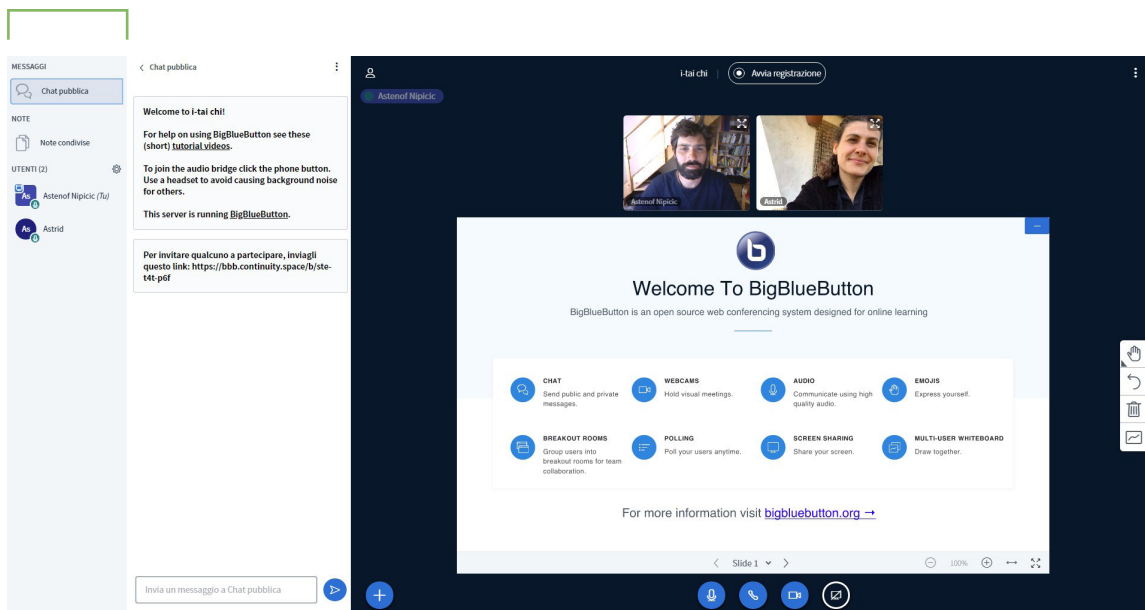 MESSAGGI
Chat pubblica
NOTE
Note condivise
UTENTI (2)
As
Astenof Nipicic (Tu)
As
Astrid
Chat pubblica
Welcome to i-tai chi!
For help on using BigBlueButton see these
(short) tutorial videos.
To join the audio bridge click the phone button.
Use a headset to avoid causing background noise
for others.
This server is running BigBlueButton.
Per invitare qualcuno a partecipare, inviagli
questo link: https://bbb.continuity.space/b/ste-
t4t-p6f
Invia un messaggio a Chat pubblica
i-tai chi
Avvia registrazione
Astenof Nipicic
Astenof Nipicic
Astrid
b
Welcome To BigBlueButton
BigBlueButton is an open source web conferencing system designed for online learning
CHAT
Send public and private
messages.
WEBCAMS
Hold visual meetings.
AUDIO
Communicate using high
quality audio.
EMOJIS
Express yourself.
BREAKOUT ROOMS
Group users into
breakout rooms for team
collaboration.
POLLING
Poll your users anytime.
SCREEN SHARING
Share your screen.
MULTI-USER WHITEBOARD
Draw together.
For more information visit bigbluebutton.org →
Slide 1
100%